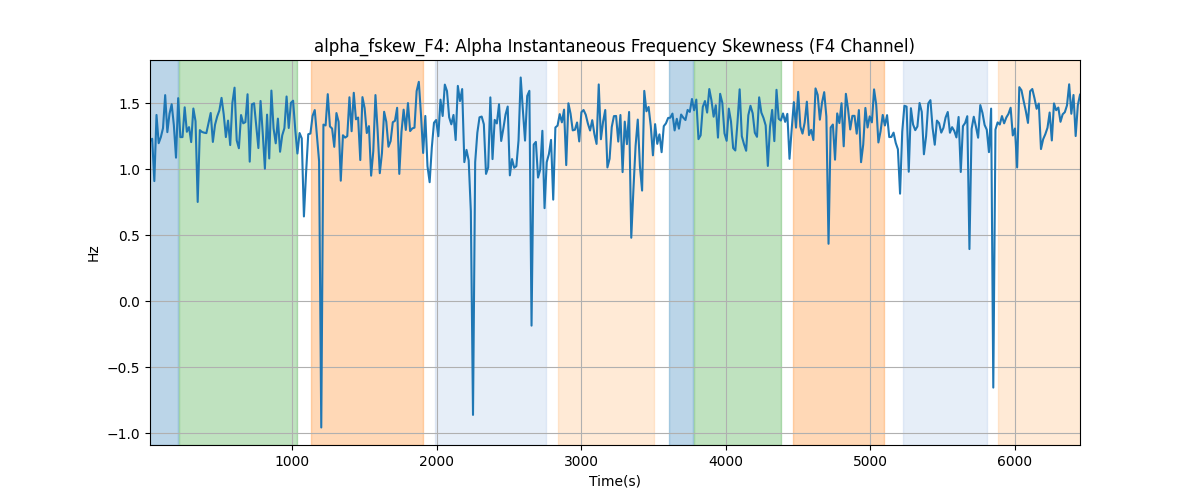 alpha_fskew_F4: Alpha Instantaneous Frequency Skewness (F4 Channel)
Hz
1.5
1.0
0.5
0.0
−0.5
−1.0
1000 2000 3000 4000 5000 6000
Time(s)